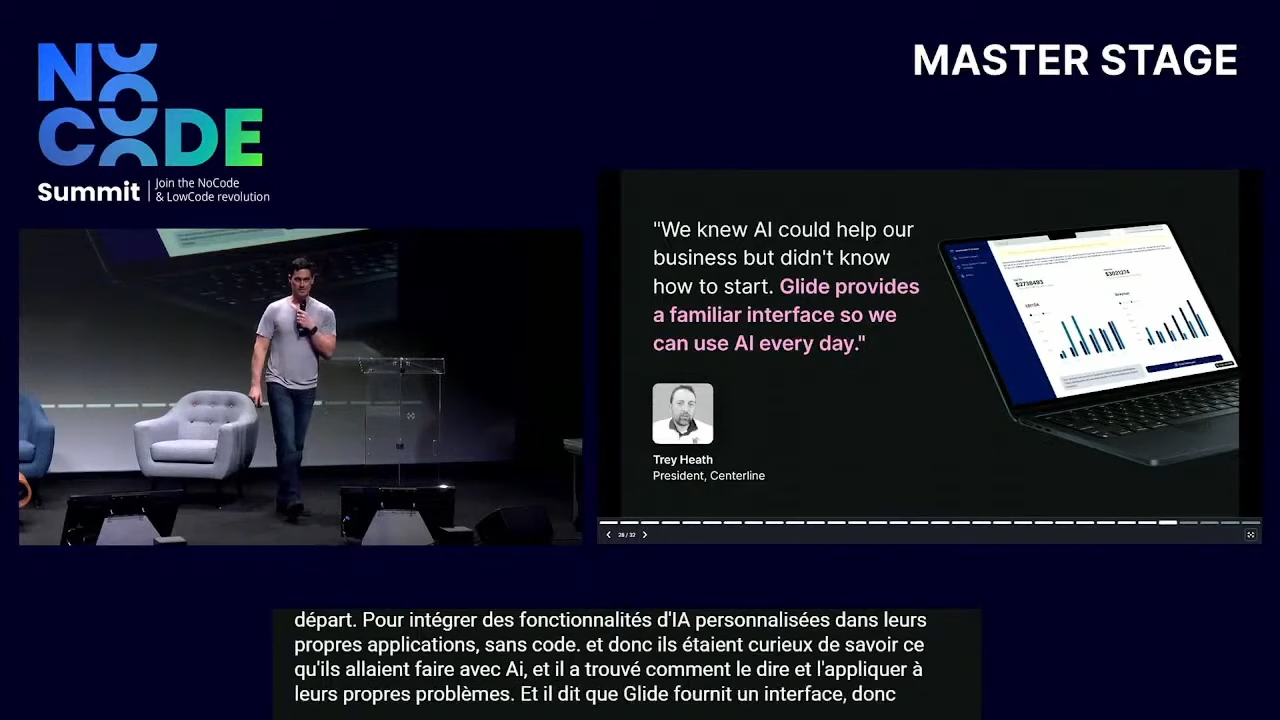 NO
CODE
Summit
Join the NoCode
& LowCode revolution
MASTER STAGE
"We knew AI could help our
business but didn't know
how to start. Glide provides
a familiar interface so we
can use AI every day."
Trey Heath
President, Centerline
$2738493
$3021274
28 / 32
départ. Pour intégrer des fonctionnalités d'IA personnalisées dans leurs
propres applications, sans code. et donc ils étaient curieux de savoir ce
qu'ils allaient faire avec Ai, et il a trouvé comment le dire et l'appliquer à
leurs propres problèmes. Et il dit que Glide fournit un interface, donc